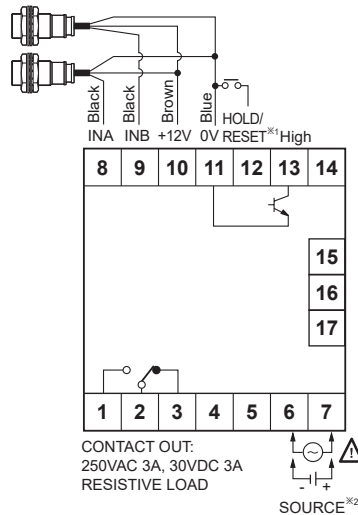 Black
Black
Brown
Blue
INA INB +12V 0V HOLD/
RESET※1 High
8 9 10 11 12 13 14
15
16
17
1 2 3 4 5 6 7
CONTACT OUT:
250VAC 3A, 30VDC 3A
RESISTIVE LOAD
- +
SOURCE※2